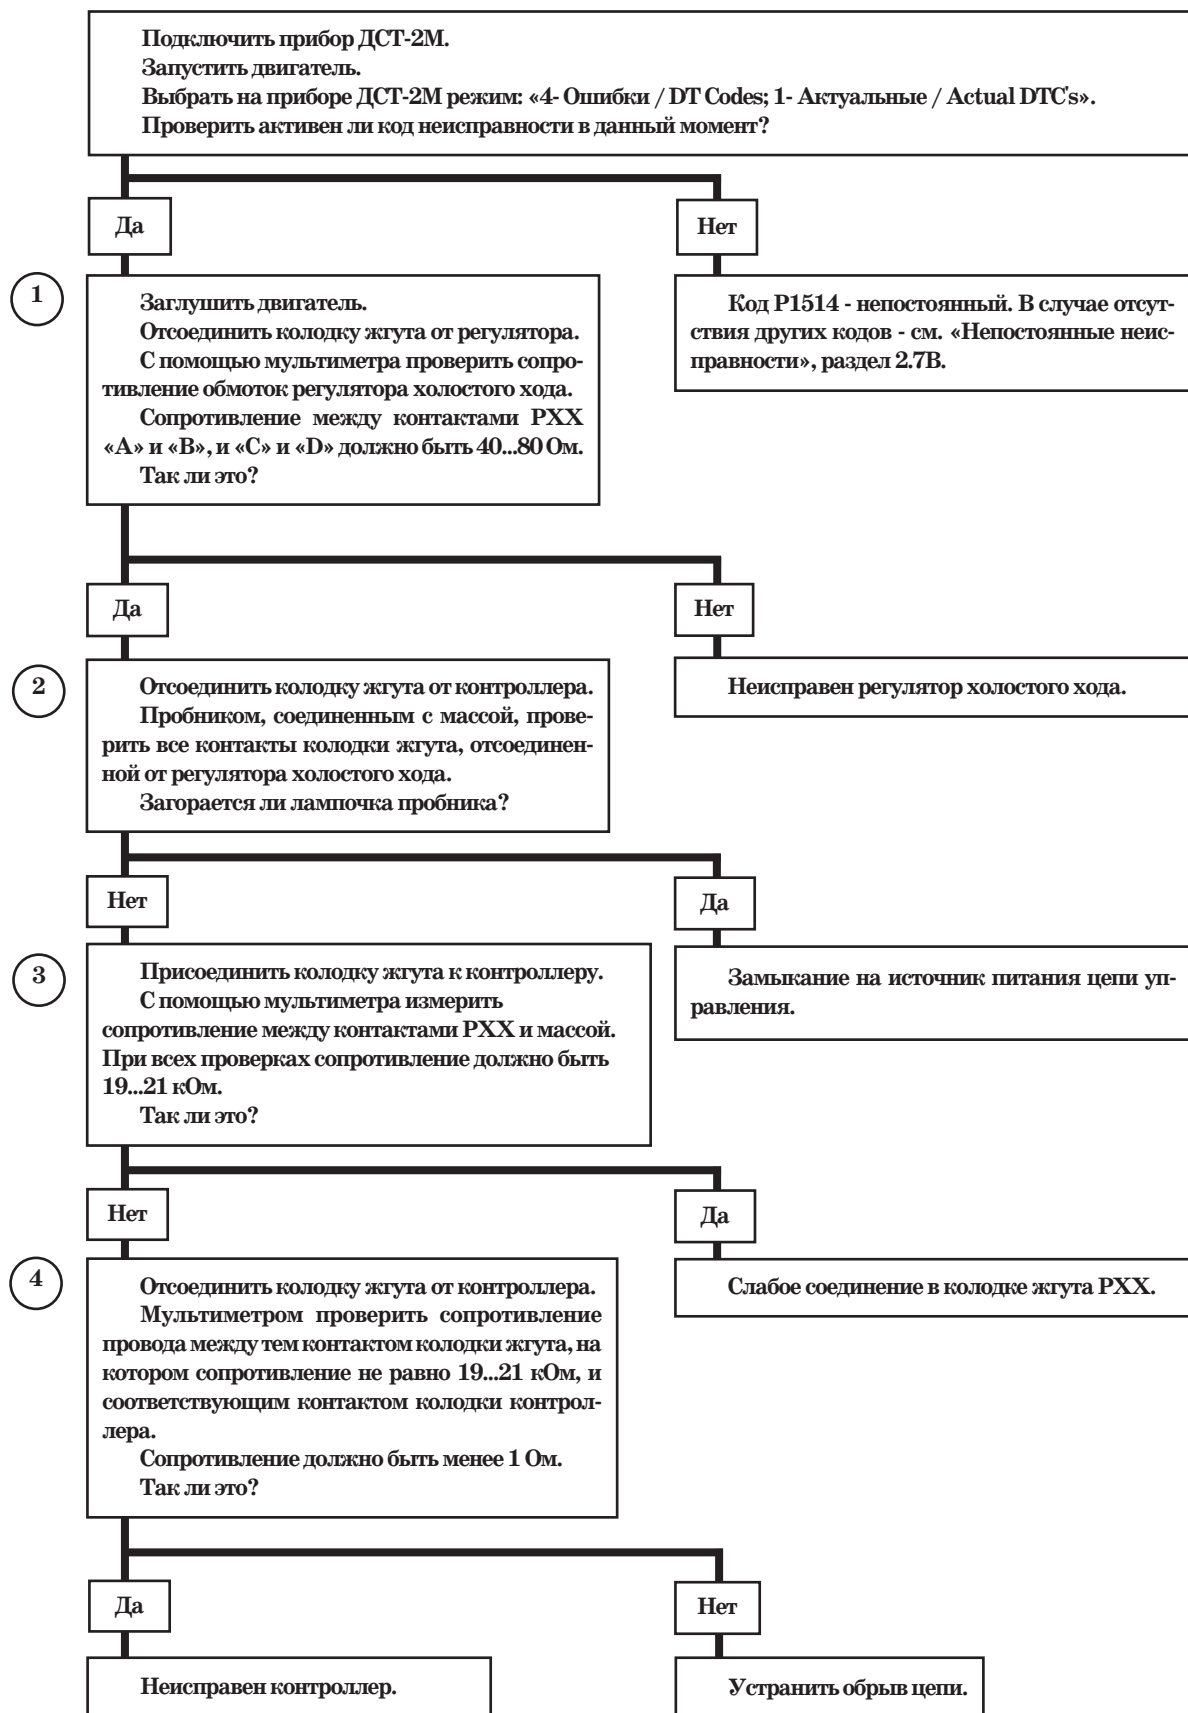 Подключить прибор ДСТ-2М.
Запустить двигатель.
Выбрать на приборе ДСТ-2М режим: «4- Ошибки / DT Codes; 1- Актуальные / Actual DTC's».
Проверить активен ли код неисправности в данный момент?
Да
Нет
1
Заглушить двигатель.
Отсоединить колодку жгута от регулятора.
С помощью мультиметра проверить сопро-
тивление обмоток регулятора холостого хода.
Сопротивление между контактами РХХ
«А» и «В», и «С» и «D» должно быть 40...80 Ом.
Так ли это?
Код Р1514 - непостоянный. В случае отсут-
ствия других кодов - см. «Непостоянные неис-
правности», раздел 2.7В.
Да
Нет
2
Отсоединить колодку жгута от контроллера.
Пробником, соединенным с массой, прове-
рить все контакты колодки жгута, отсоединен-
ной от регулятора холостого хода.
Загорается ли лампочка пробника?
Неисправен регулятор холостого хода.
Нет
Да
3
Присоединить колодку жгута к контроллеру.
С помощью мультиметра измерить
сопротивление между контактами РХХ и массой.
При всех проверках сопротивление должно быть
19...21 кОм.
Так ли это?
Замыкание на источник питания цепи уп-
равления.
Нет
Да
4
Отсоединить колодку жгута от контроллера.
Мультиметром проверить сопротивление
провода между тем контактом колодки жгута, на
котором сопротивление не равно 19...21 кОм, и
соответствующим контактом колодки контрол-
лера.
Сопротивление должно быть менее 1 Ом.
Так ли это?
Слабое соединение в колодке жгута РХХ.
Да
Нет
Неисправен контроллер.
Устранить обрыв цепи.